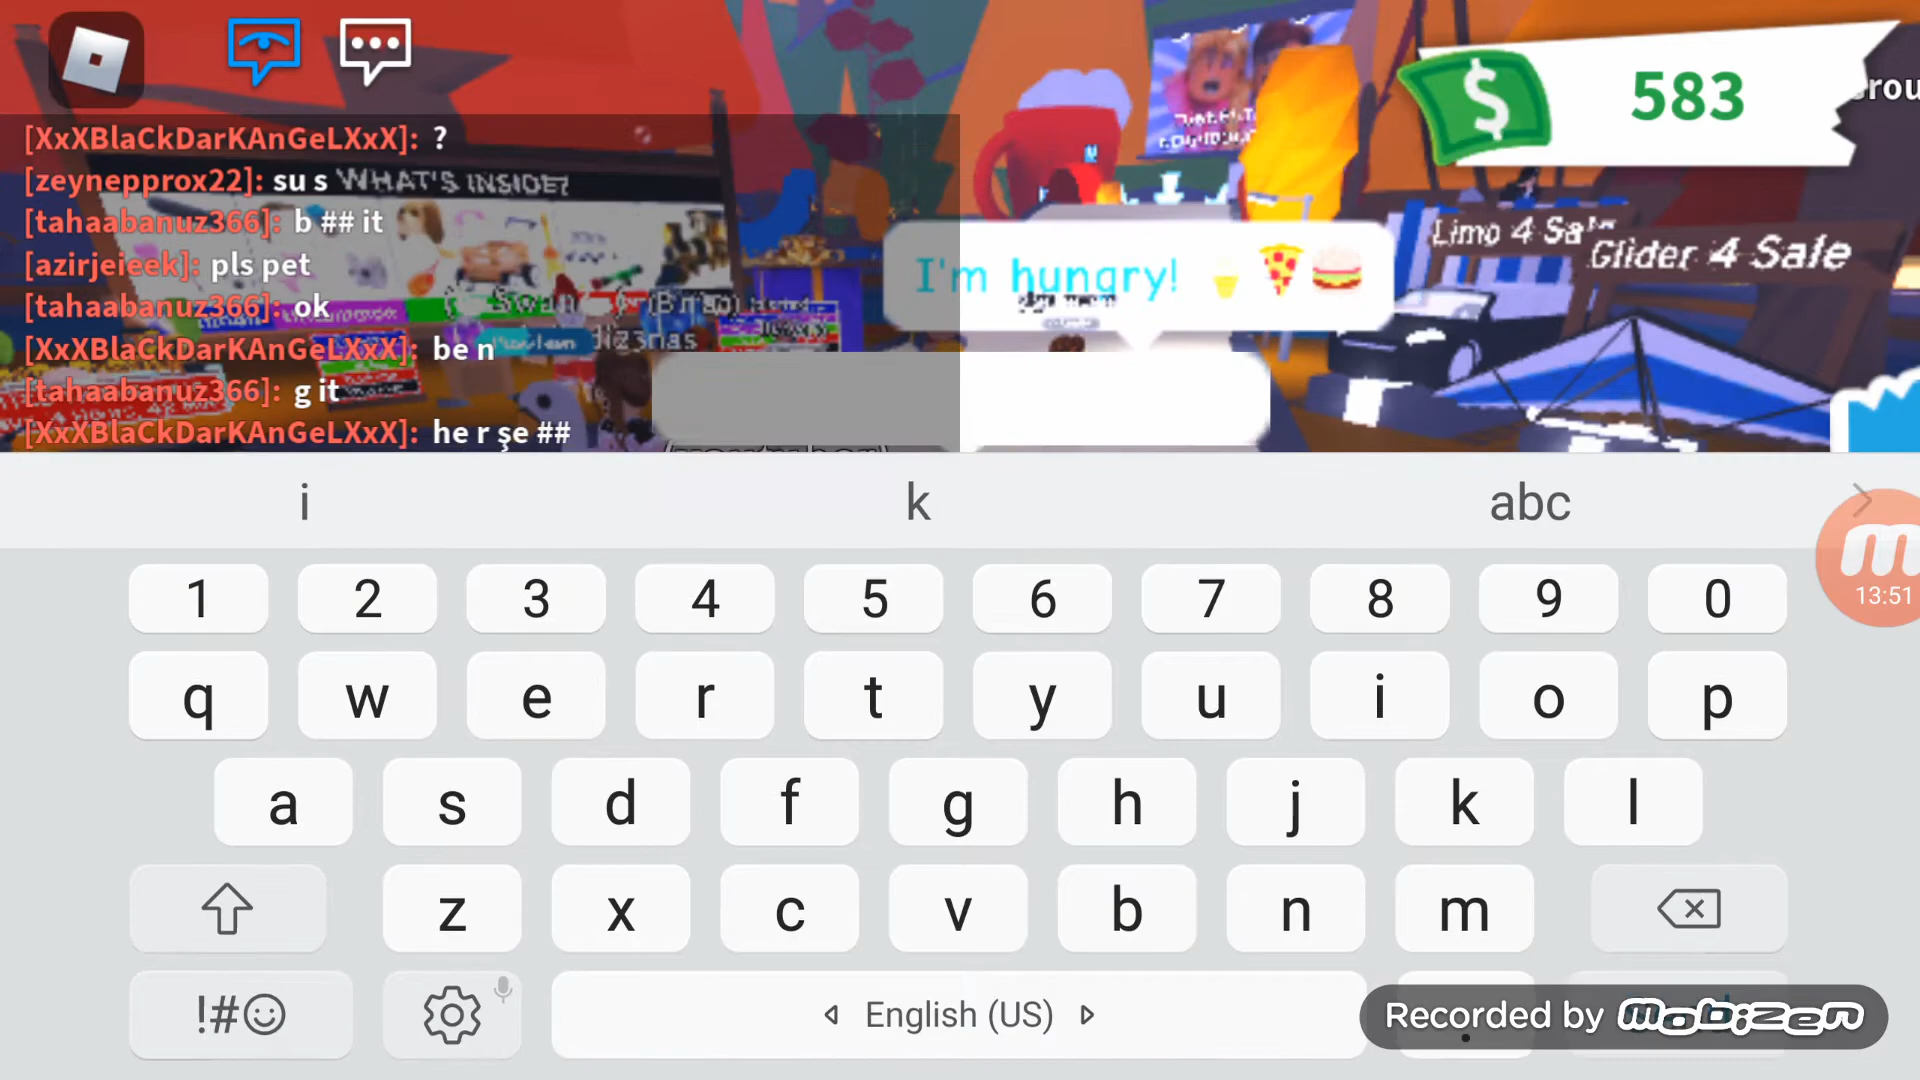 583
[XxXBlaCkDarKAnGeLXxX]: ?
[zeynepprox22]: su s WHAT'S INSIDE?
[tahaabanuz366]: b ## it
[azirjeieek]: pls pet
[tahaabanuz366]: ok
[XxXBlaCkDarKAnGeLXxX]: be n
[tahaabanuz366]: g it
[XxXBlaCkDarKAnGeLXxX]: he r şe ##
I'm hungry!
Limo 4 Sale
Glider 4 Sale
i k abc
13:51
1 2 3 4 5 6 7 8 9 0
q w e r t y u i o p
a s d f g h j k l
z x c v b n m
!# English (US)
Recorded by mobizen